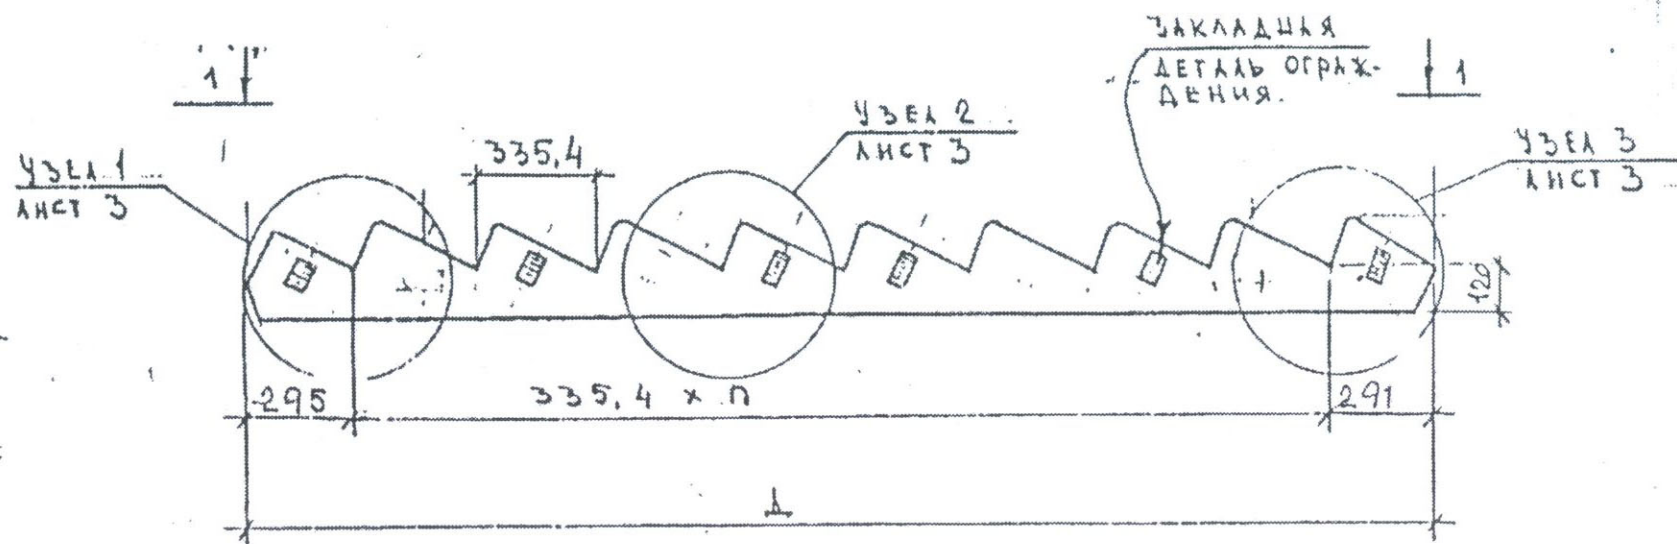 ЗАКЛАДНАЯ
ДЕТАЛЬ ОГРАЖ-
ДЕНИЯ.
1
1
УЗЕЛ 2
ЛИСТ 3
УЗЕЛ 3
ЛИСТ 3
УЗЕЛ 1
ЛИСТ 3
335,4
120
295
335,4 х п
291